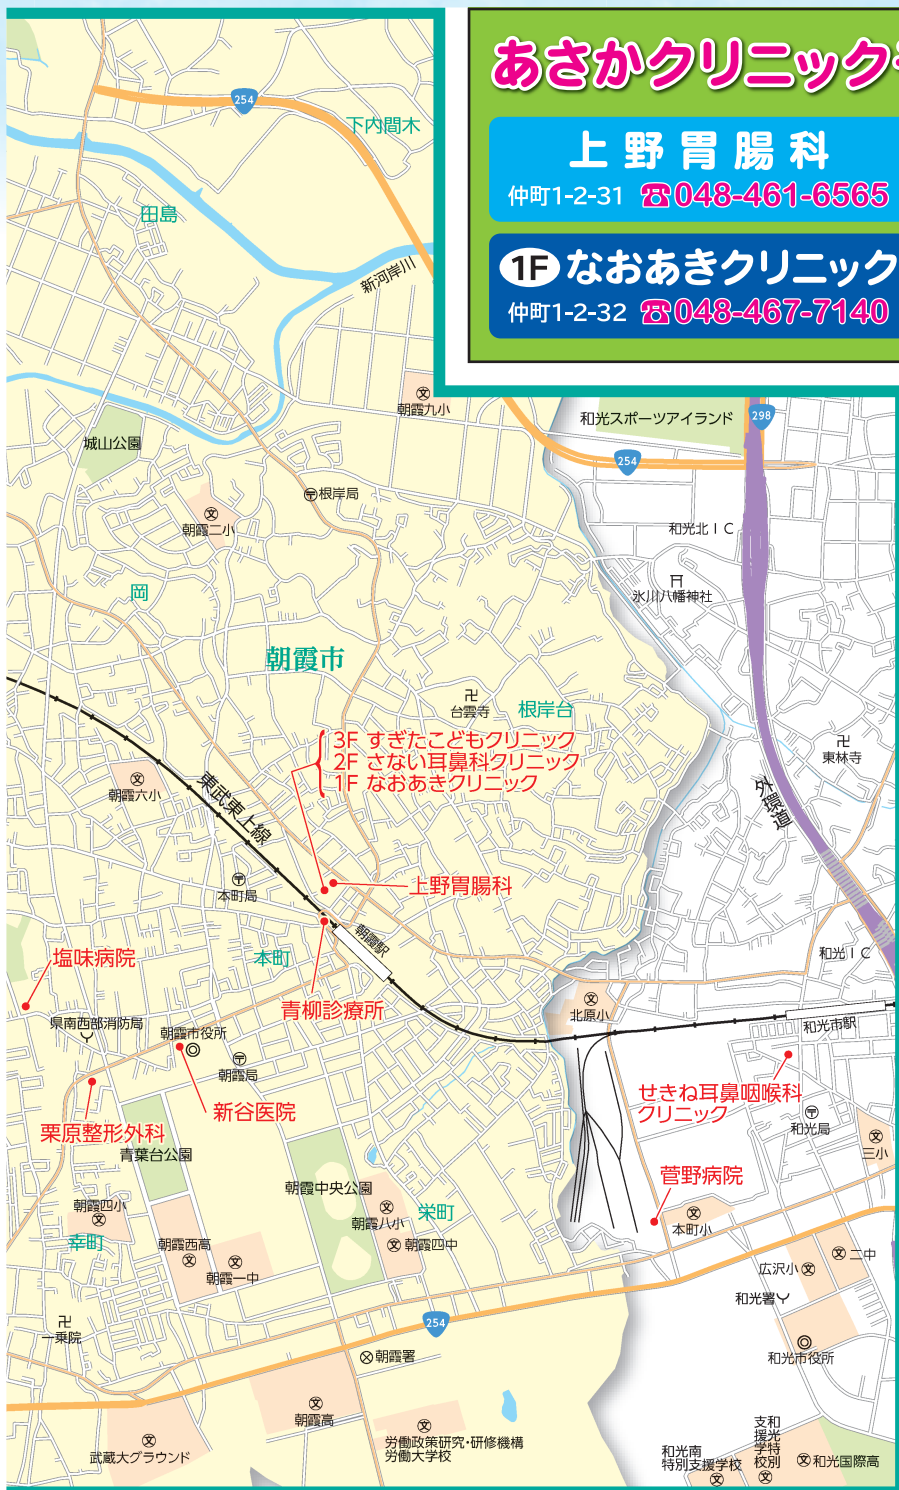 あさかクリニック
上野胃腸科
仲町1-2-31 ☎048-461-6565
1F なおあきクリニック
仲町1-2-32 ☎048-467-7140
254
下内間木
田島
新河岸川
朝霞九小
和光スポーツアイランド
298
254
城山公園
根岸局
朝霞二小
和光北IC
氷川八幡神社
岡
朝霞市
台雲寺
根岸台
3F すぎたこどもクリニック
2F さない耳鼻科クリニック
1F なおあきクリニック
東林寺
外環道
朝霞六小
東武東上線
本町局
上野胃腸科
朝霞駅
本町
塩味病院
和光IC
青柳診療所
北原小
和光市駅
県南西部消防局
朝霞市役所
朝霞局
せきね耳鼻咽喉科
クリニック
新谷医院
和光局
栗原整形外科
三小
青葉台公園
菅野病院
朝霞中央公園
朝霞四小
朝霞八小
栄町
本町小
幸町
朝霞西高
朝霞四中
二中
広沢小
朝霞一中
和光署
254
一乗院
朝霞署
和光市役所
朝霞高
労働政策研究・研修機構
労働大学校
武蔵大グラウンド
和光南
特別支援学校
和光特別
支援学校
和光国際高